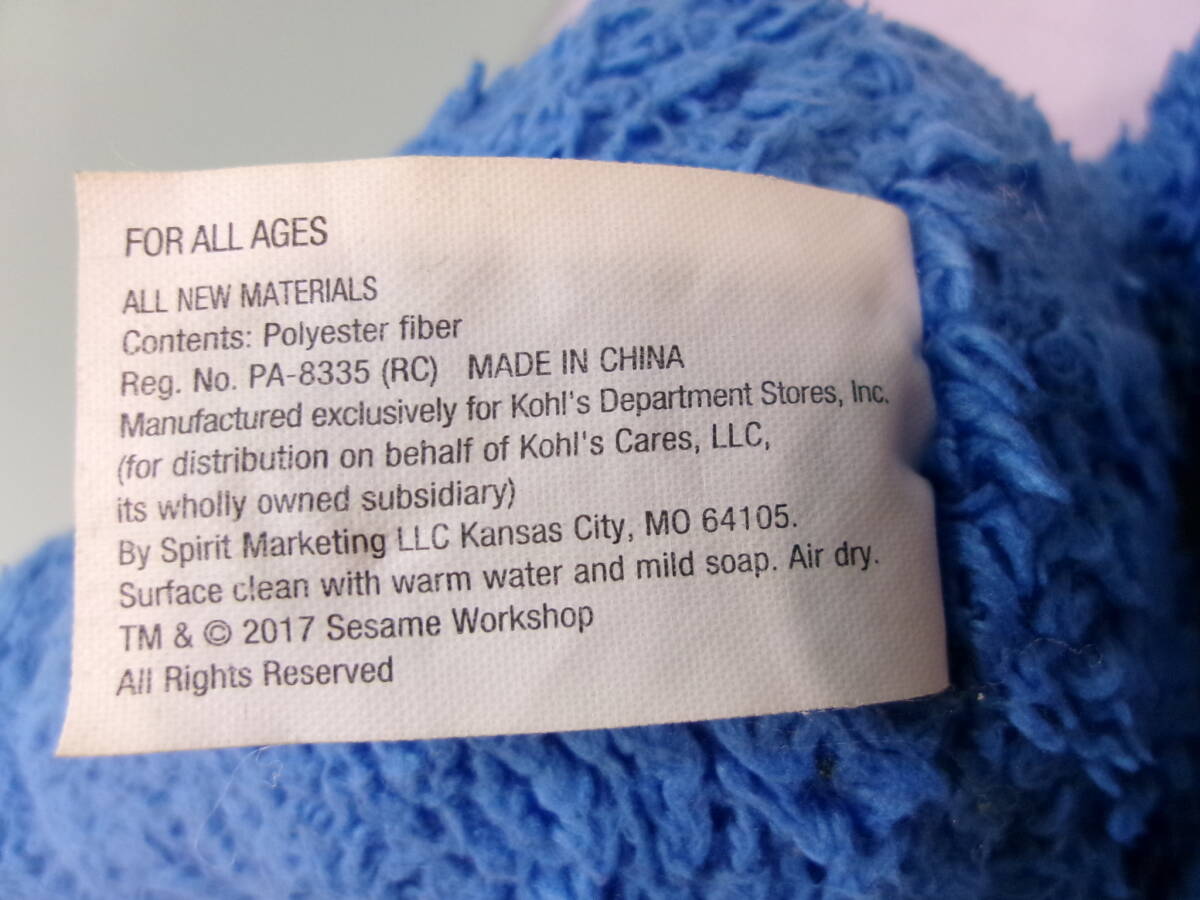 FOR ALL AGES
ALL NEW MATERIALS
Contents: Polyester fiber
Reg. No. PA-8335 (RC) MADE IN CHINA
Manufactured exclusively for Kohl's Department Stores, Inc.
(for distribution on behalf of Kohl's Cares, LLC,
its wholly owned subsidiary)
By Spirit Marketing LLC Kansas City, MO 64105.
Surface clean with warm water and mild soap. Air dry.
TM & © 2017 Sesame Workshop
All Rights Reserved